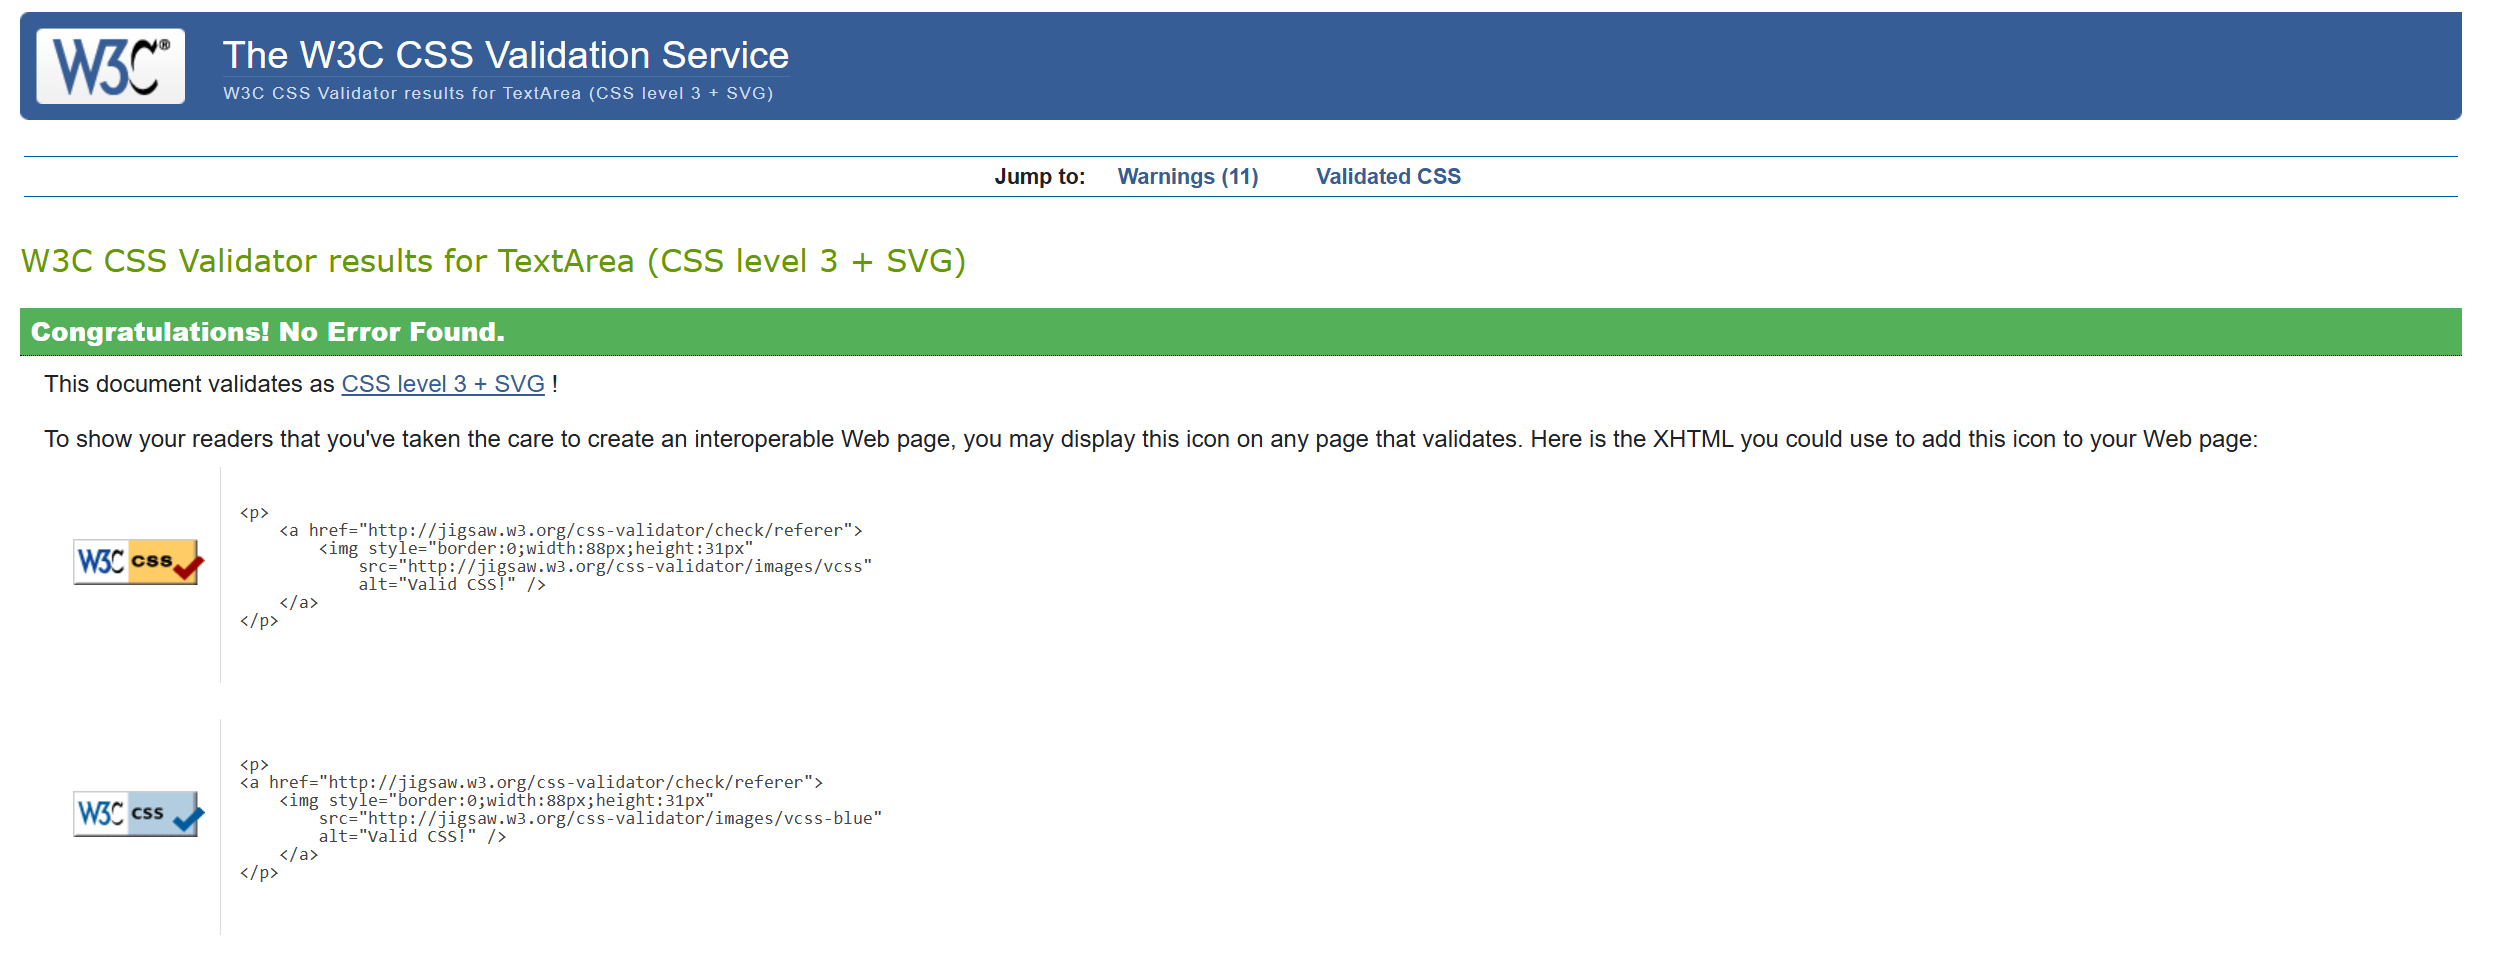 W3C®
The W3C CSS Validation Service
W3C CSS Validator results for TextArea (CSS level 3 + SVG)
Jump to: Warnings (11) Validated CSS
W3C CSS Validator results for TextArea (CSS level 3 + SVG)
Congratulations! No Error Found.
This document validates as CSS level 3 + SVG !
To show your readers that you've taken the care to create an interoperable Web page, you may display this icon on any page that validates. Here is the XHTML you could use to add this icon to your Web page:
W3C css
<p>
    <a href="http://jigsaw.w3.org/css-validator/check/referer">
        <img style="border:0;width:88px;height:31px"
            src="http://jigsaw.w3.org/css-validator/images/vcss"
            alt="Valid CSS!" />
    </a>
</p>
W3C css
<p>
<a href="http://jigsaw.w3.org/css-validator/check/referer">
    <img style="border:0;width:88px;height:31px"
        src="http://jigsaw.w3.org/css-validator/images/vcss-blue"
        alt="Valid CSS!" />
    </a>
</p>